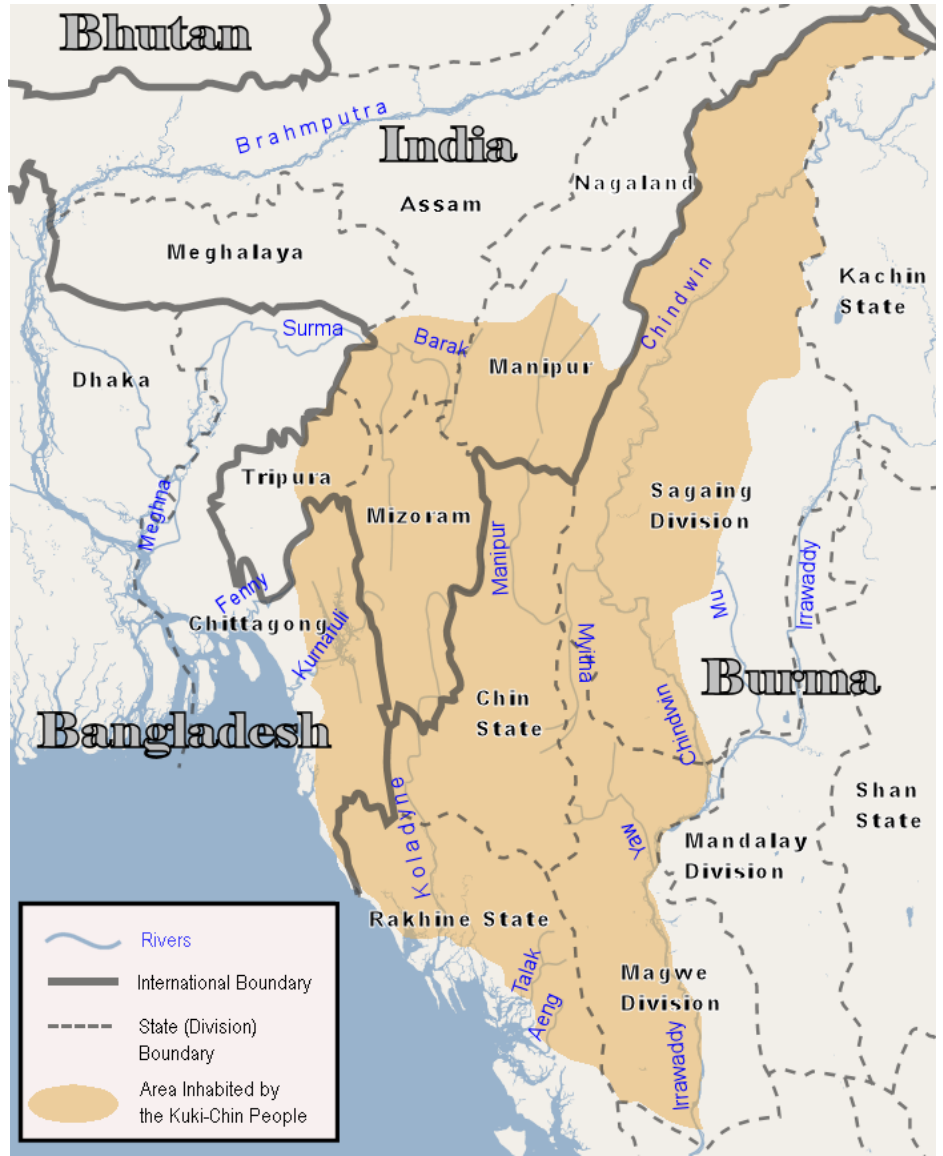 Bhutan
Brahmputra
India
Nagaland
Assam
Meghalaya
Chindwin
Kachin
State
Surma
Barak
Dhaka
Manipur
Tripura
Meghna
Mizoram
Sagaing
Division
Manipur
Irrawaddy
Fenny
Mu
Chittagong
Kurnafuli
Myitha
Burma
Chin
State
Chindwin
Bangladesh
Koladyne
Shan
State
Yaw
Mandalay
Division
Rakhine State
Talak
Aeng
Magwe
Division
Irrawaddy
Rivers
International Boundary
State (Division)
Boundary
Area Inhabited by
the Kuki-Chin People